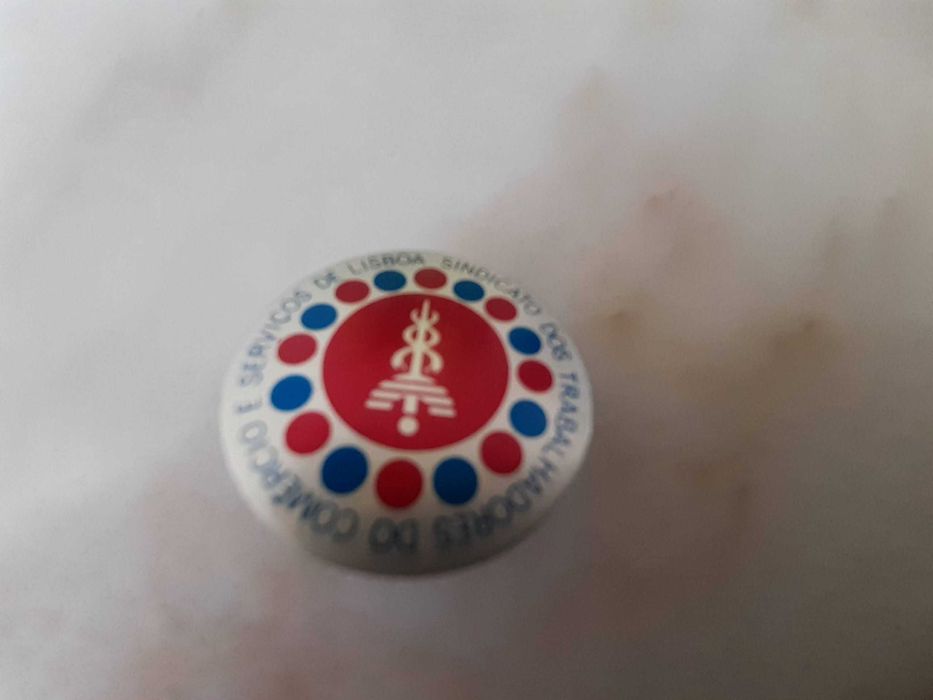 SINDICATO DOS TRABALHADORES DO COMÉRCIO E SERVIÇOS DE LISBOA